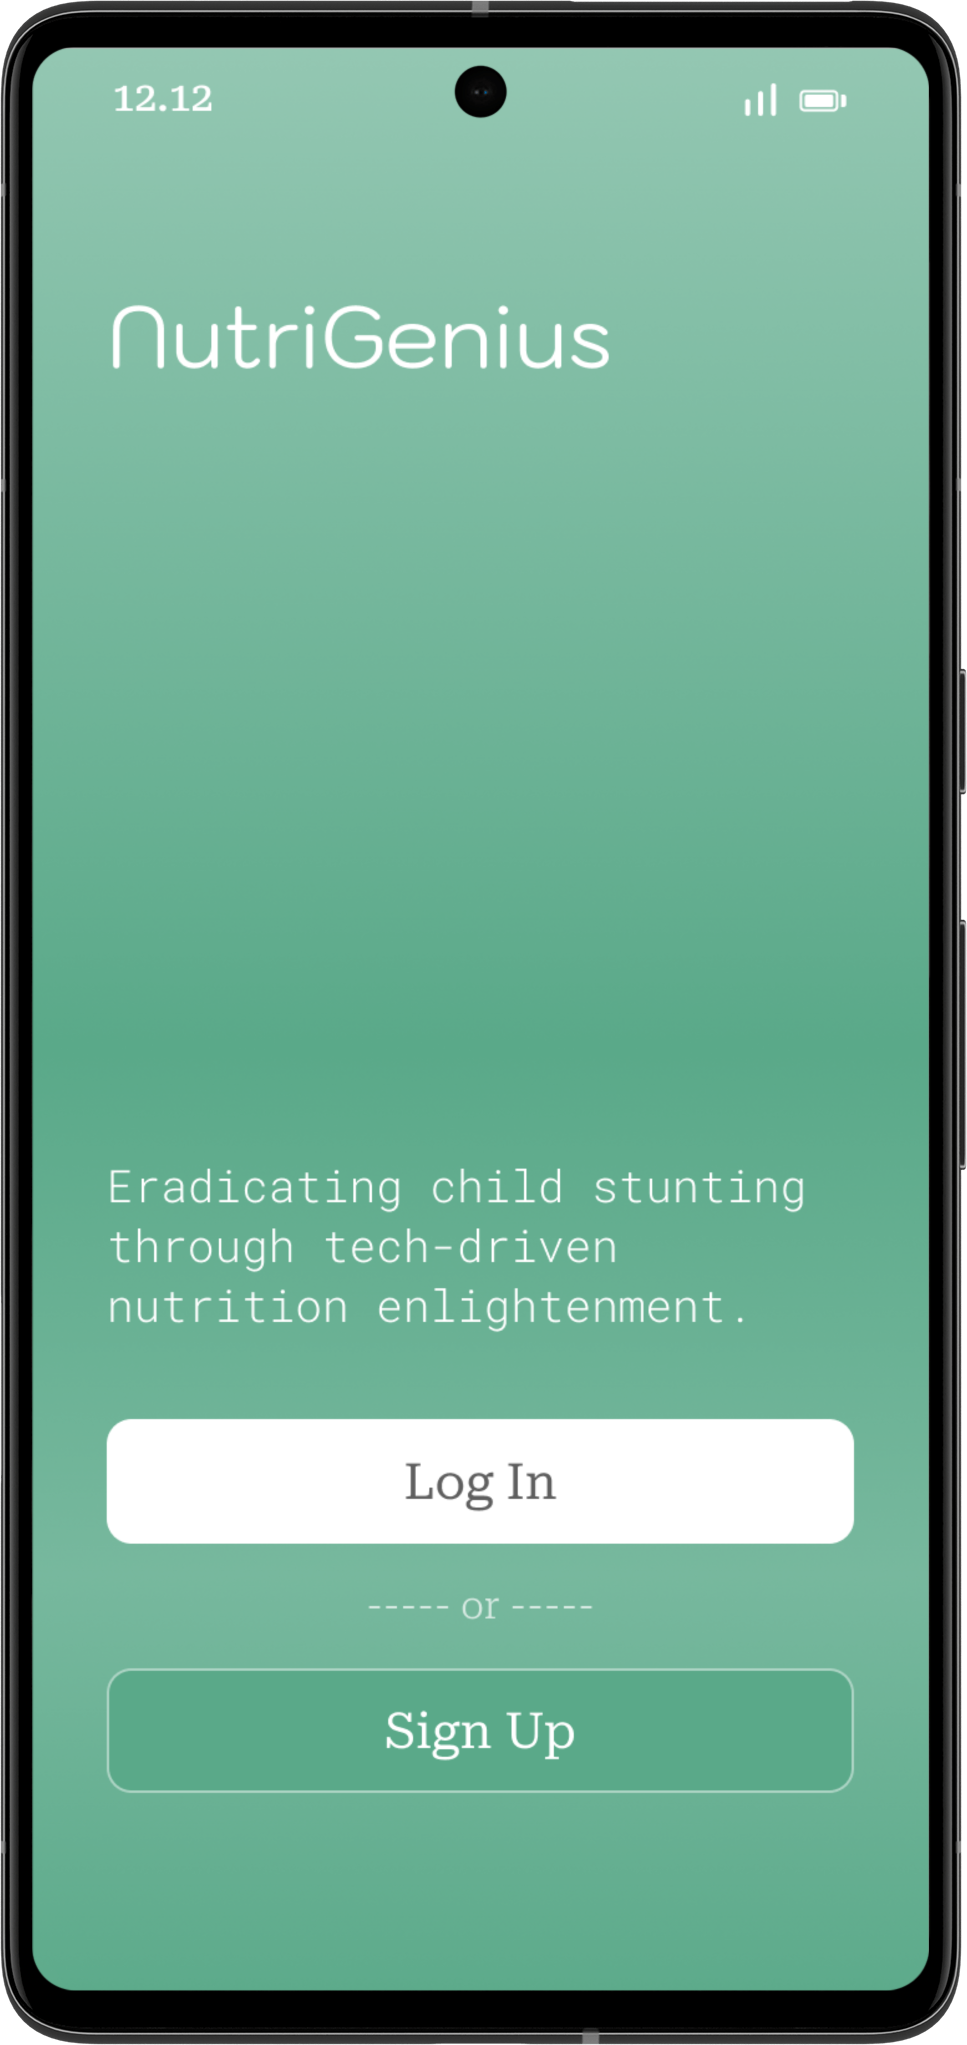 12.12
NutriGenius
Eradicating child stunting
through tech-driven
nutrition enlightenment.
Log In
----- or -----
Sign Up